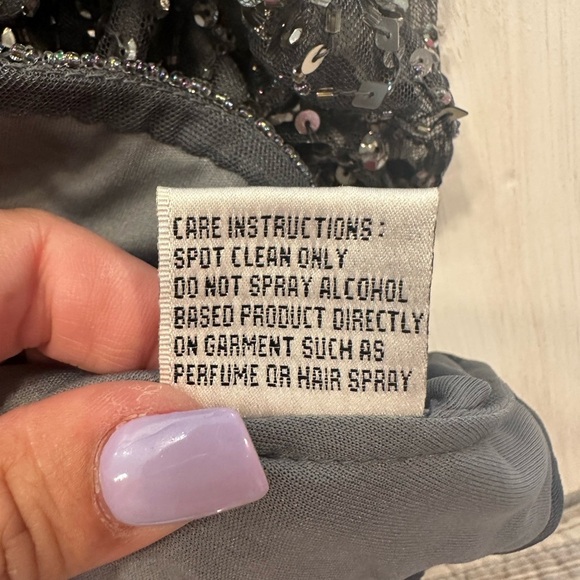 CARE INSTRUCTIONS :
SPOT CLEAN ONLY
DO NOT SPRAY ALCOHOL
BASED PRODUCT DIRECTLY
ON GARMENT SUCH AS
PERFUME OR HAIR SPRAY